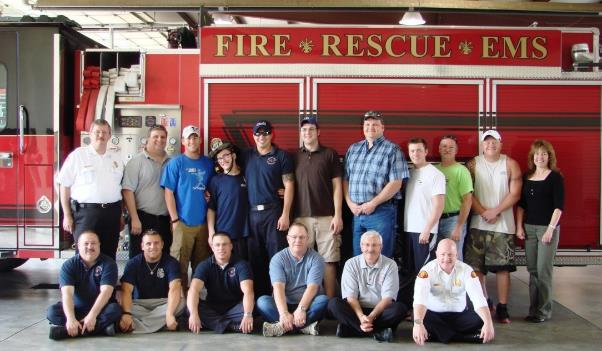 FIRE ★ RESCUE ★ EMS